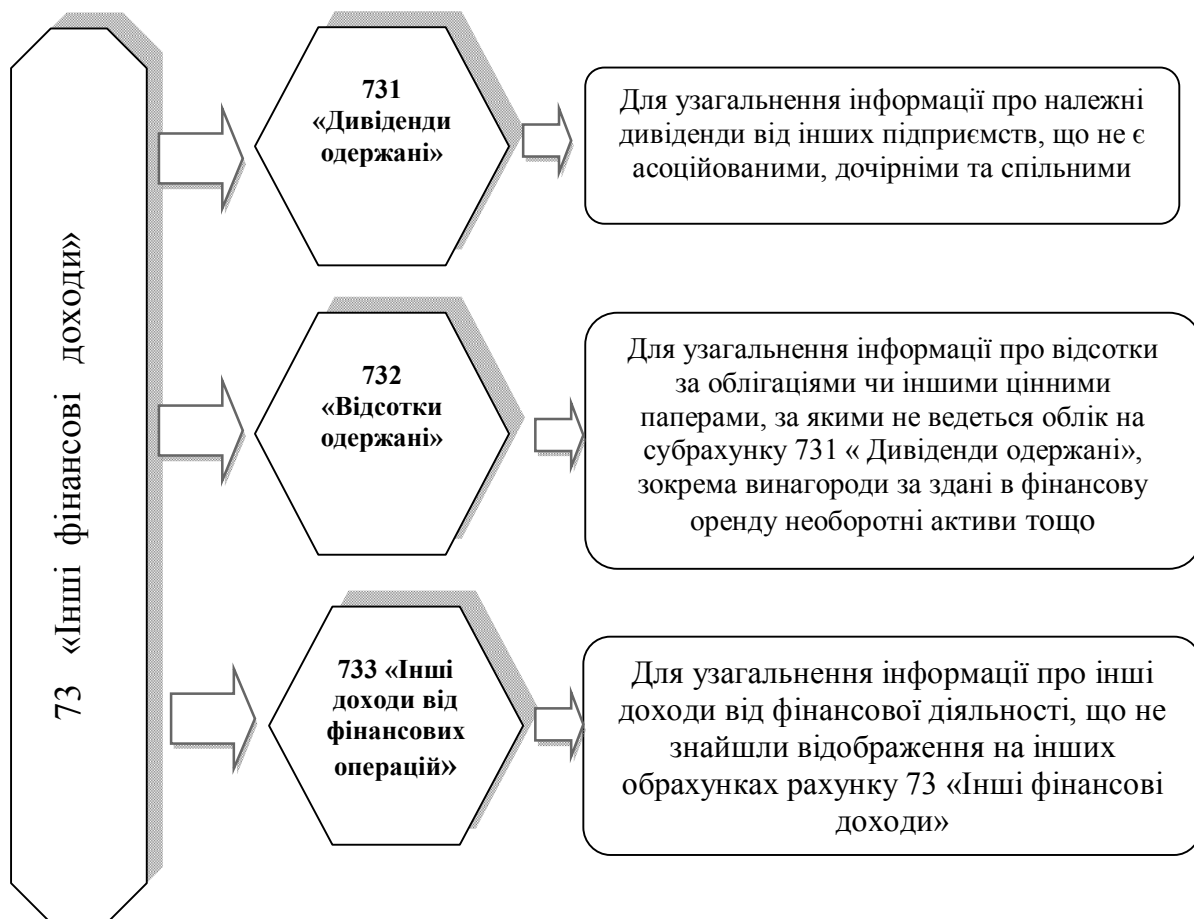 73 «Інші фінансові доходи»
731
«Дивіденди
одержані»
Для узагальнення інформації про належні
дивіденди від інших підприємств, що не є
асоційованими, дочірніми та спільними
732
«Відсотки
одержані»
Для узагальнення інформації про відсотки
за облігаціями чи іншими цінними
паперами, за якими не ведеться облік на
субрахунку 731 « Дивіденди одержані»,
зокрема винагороди за здані в фінансову
оренду необоротні активи тощо
733 «Інші
доходи від
фінансових
операцій»
Для узагальнення інформації про інші
доходи від фінансової діяльності, що не
знайшли відображення на інших
обрахунках рахунку 73 «Інші фінансові
доходи»